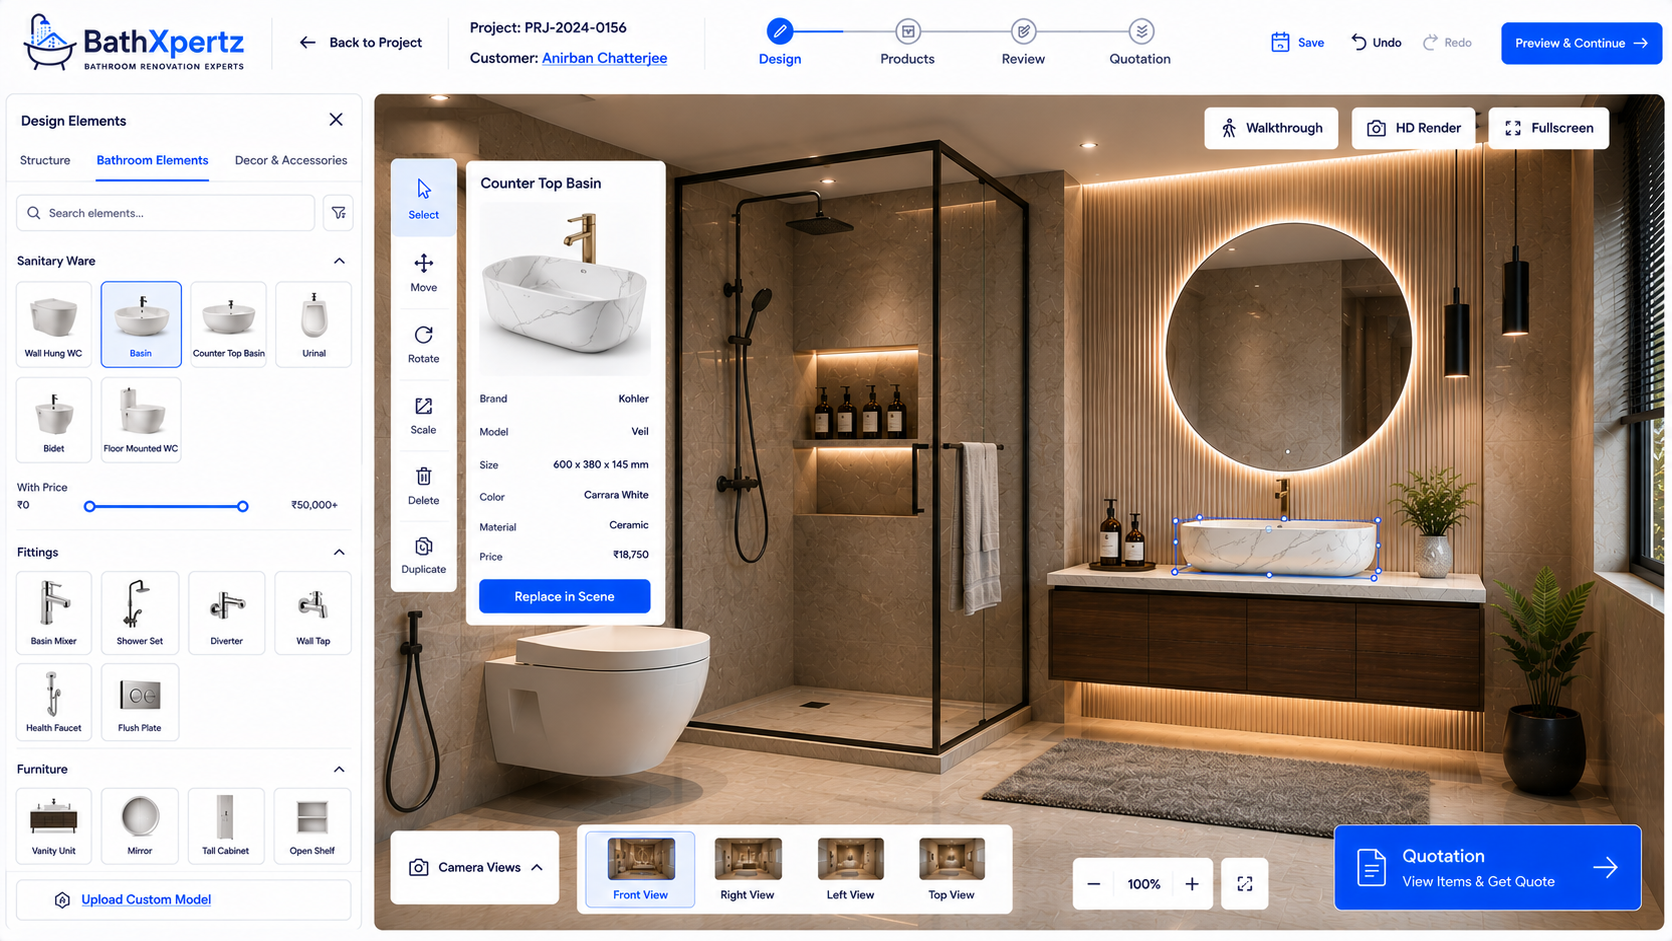 BathXpertz
BATHROOM RENOVATION EXPERTS
Back to Project
Project: PRJ-2024-0156
Customer: Anirban Chatterjee
Design
Products
Review
Quotation
Save
Undo
Redo
Preview & Continue
Design Elements
Structure
Bathroom Elements
Decor & Accessories
Search elements...
Sanitary Ware
Wall Hung WC
Basin
Counter Top Basin
Urinal
Bidet
Floor Mounted WC
With Price
₹0
₹50,000+
Fittings
Basin Mixer
Shower Set
Diverter
Wall Tap
Health Faucet
Flush Plate
Furniture
Vanity Unit
Mirror
Tall Cabinet
Open Shelf
Upload Custom Model
Select
Move
Rotate
Scale
Delete
Duplicate
Counter Top Basin
Brand Kohler
Model Veil
Size 600 x 380 x 145 mm
Color Carrara White
Material Ceramic
Price ₹18,750
Replace in Scene
Walkthrough
HD Render
Fullscreen
Camera Views
Front View
Right View
Left View
Top View
100%
Quotation
View Items & Get Quote